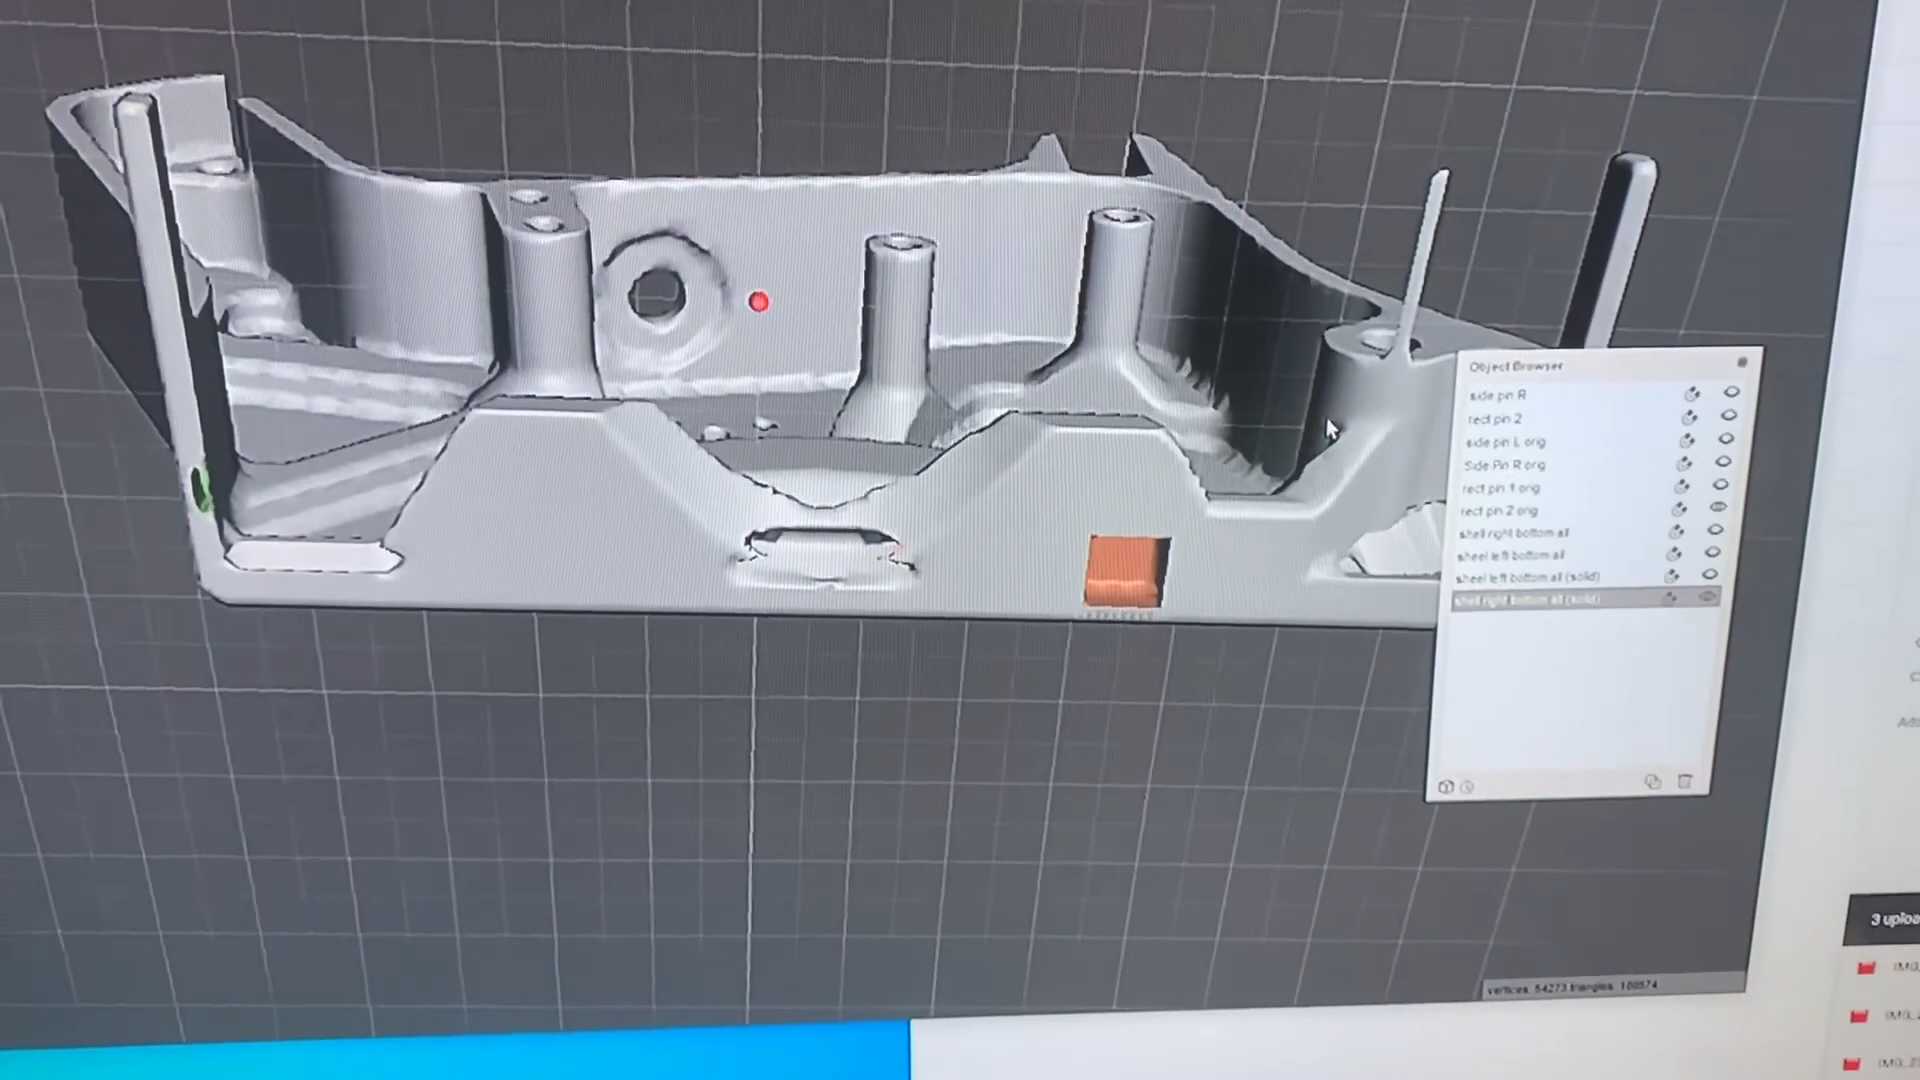 Object Browser
side pin R
rect pin 2
side pin L orig
Side Pin R orig
rect pin 1 orig
rect pin 2 orig
shell right bottom all
sheel left bottom all
sheel left bottom all (solid)
shell right bottom all (solid)
vertices: 54273 triangles: 108574
3 uploa